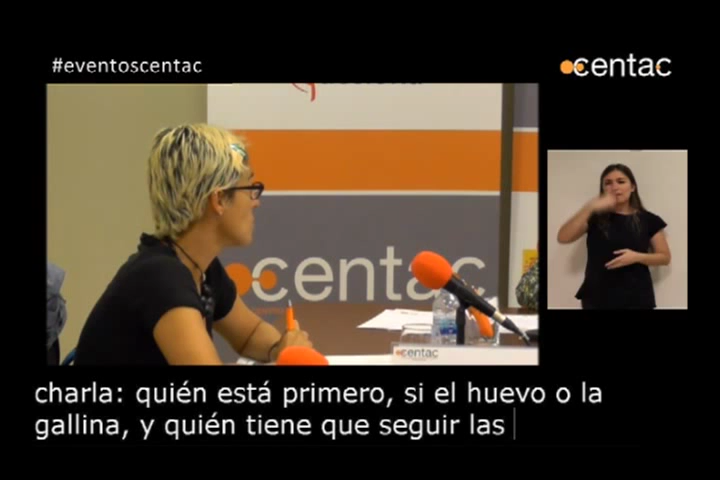 #eventoscentac
centac
centac
centac
charla: quién está primero, si el huevo o la
gallina, y quién tiene que seguir las